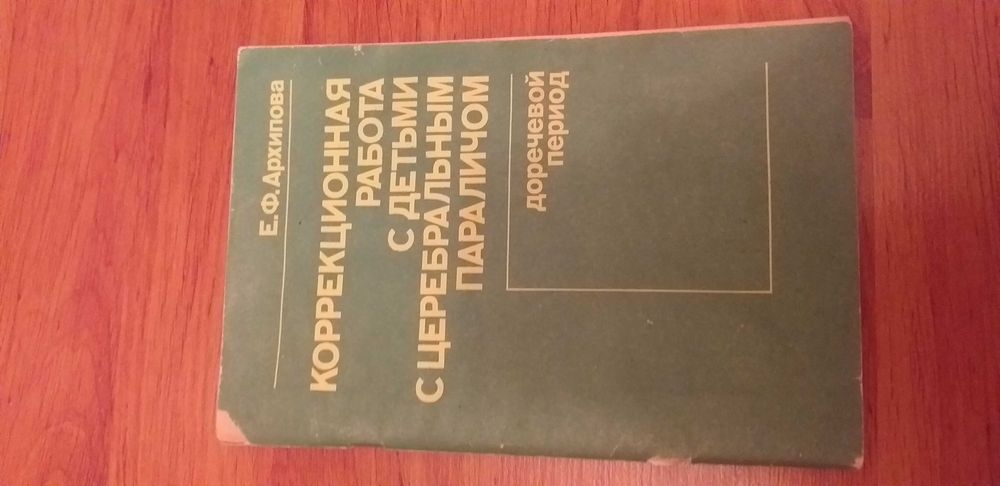 Е.Ф.Архипова
КОРРЕКЦИОННАЯ
РАБОТА
С ДЕТЬМИ
С ЦЕРЕБРАЛЬНЫМ
ПАРАЛИЧОМ
доречевой
период